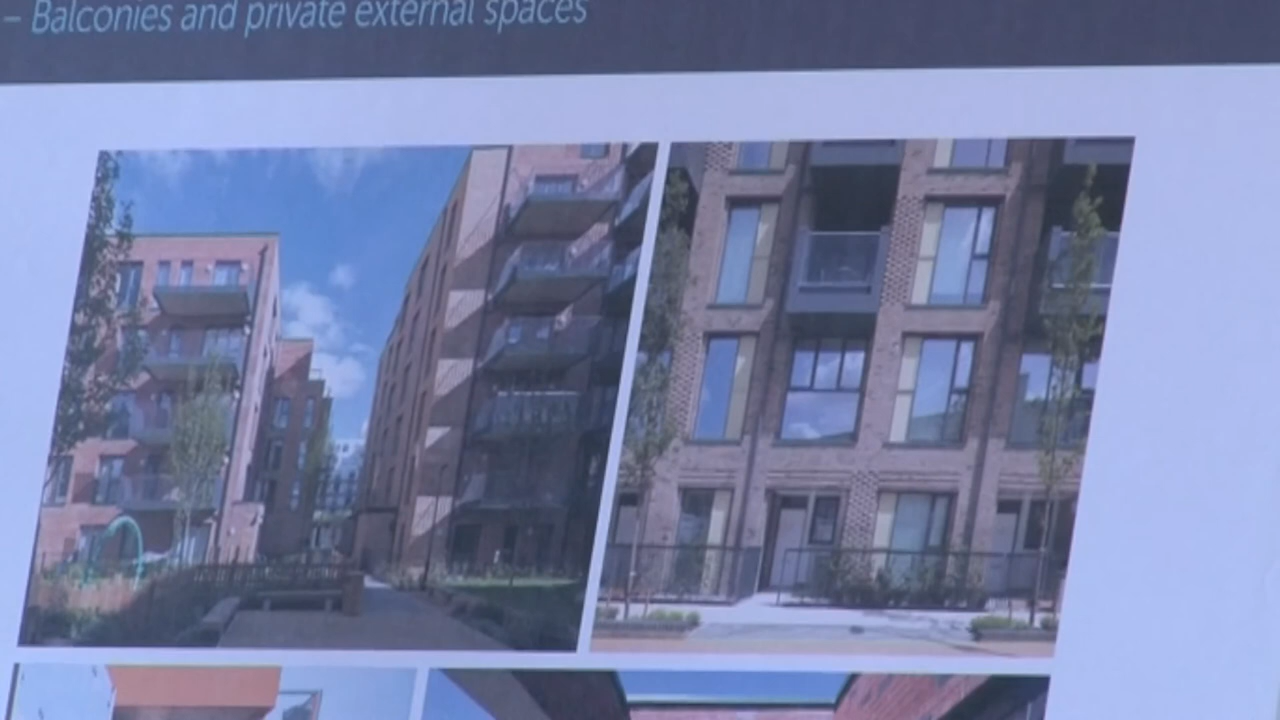 – Balconies and private external spaces